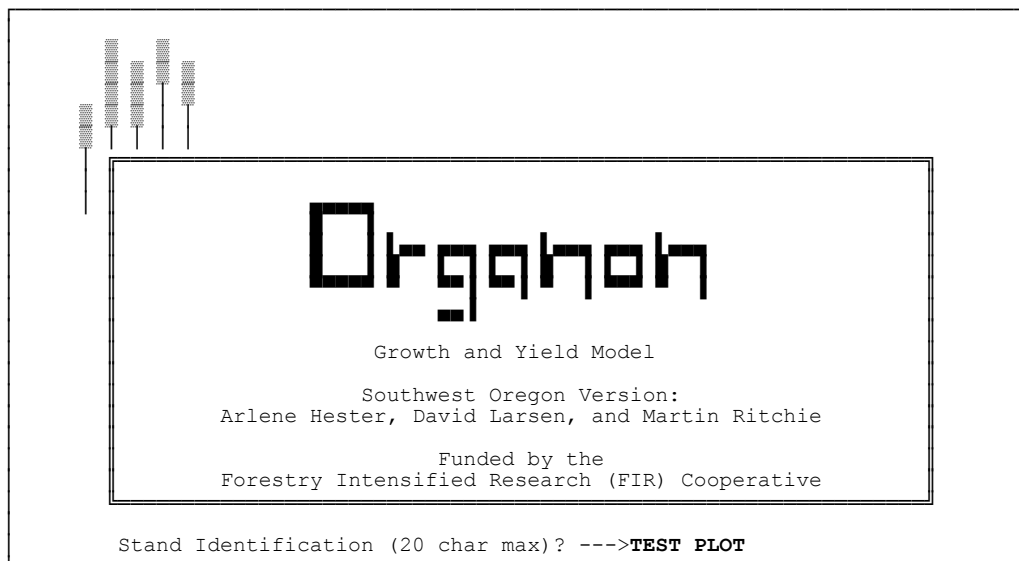 Organon
Growth and Yield Model
Southwest Oregon Version:
Arlene Hester, David Larsen, and Martin Ritchie
Funded by the
Forestry Intensified Research (FIR) Cooperative
Stand Identification (20 char max)? --->TEST PLOT